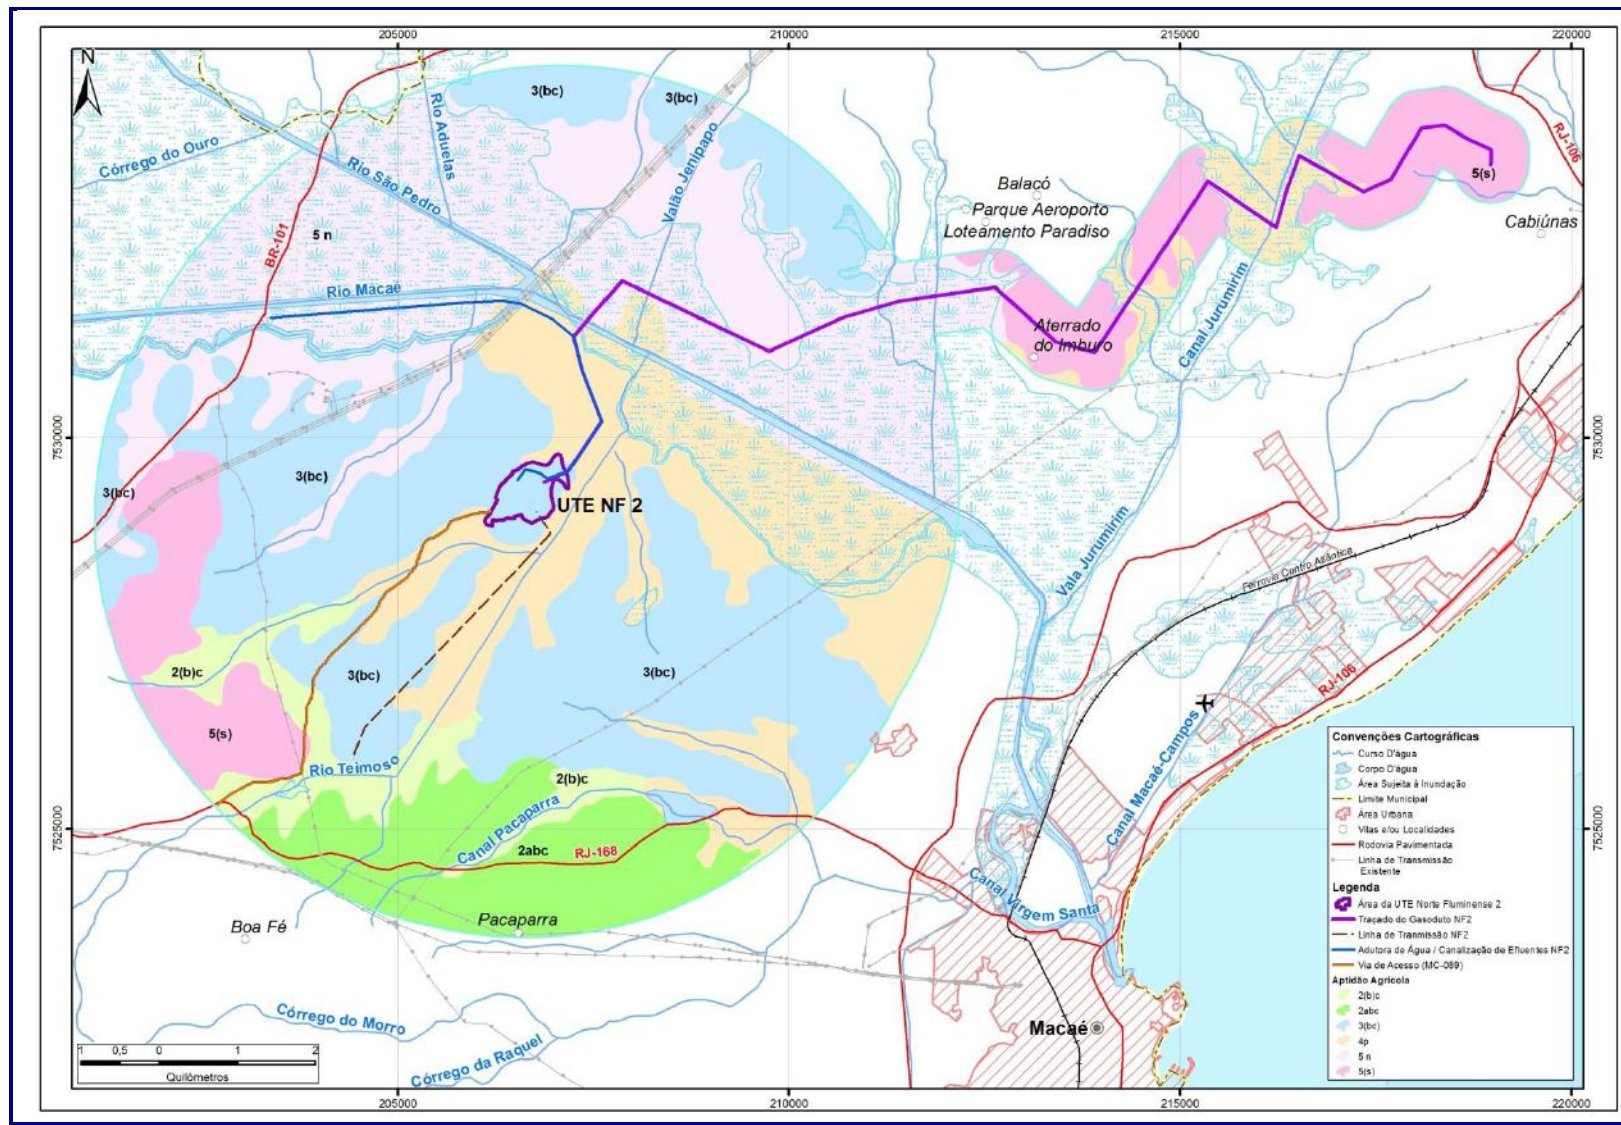 205000
210000
215000
220000
N
3(bc)
3(bc)
Rio Aduelas
Córrego do Ouro
Rio São Pedro
Valão Jenipapo
RJ-106
5(s)
Balacó
Parque Aeroporto
Loteamento Paradiso
Cabiúnas
BR-101
5 n
Rio Macaé
Canal Jurumirim
Aterrado
do Imburo
7530000
7530000
3(bc)
3(bc)
UTE NF 2
Vala Jurumirim
Ferrovia Centro Atlântica
2(b)c
3(bc)
3(bc)
RJ-106
5(s)
Rio Teimoso
2(b)c
Canal Macaé-Campos
Canal Pacaparra
7525000
7525000
2abc
RJ-168
Canal Virgem Santa
Boa Fé
Pacaparra
Córrego do Morro
Macaé
Córrego da Raquel
1 0,5 0 1 2
Quilômetros
Convenções Cartográficas
Curso D'água
Corpo D'água
Área Sujeita à Inundação
Limite Municipal
Área Urbana
Vilas e/ou Localidades
Rodovia Pavimentada
Linha de Transmissão
Existente
Legenda
Área da UTE Norte Fluminense 2
Traçado do Gasoduto NF2
Linha de Tranmissão NF2
Adutora de Água / Canalização de Efluentes NF2
Via de Acesso (MC-089)
Aptidão Agrícola
2(b)c
2abc
3(bc)
4p
5 n
5(s)
205000
210000
215000
220000